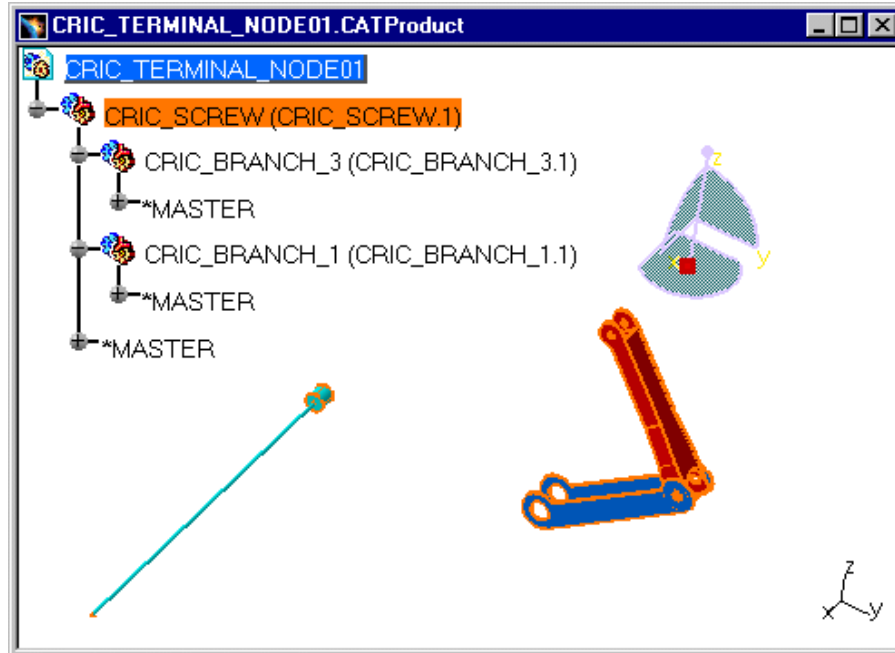 CRIC_TERMINAL_NODE01.CATProduct
CRIC_TERMINAL_NODE01
CRIC_SCREW (CRIC_SCREW.1)
CRIC_BRANCH_3 (CRIC_BRANCH_3.1)
*MASTER
CRIC_BRANCH_1 (CRIC_BRANCH_1.1)
*MASTER
*MASTER
z
y
x
z
x
y